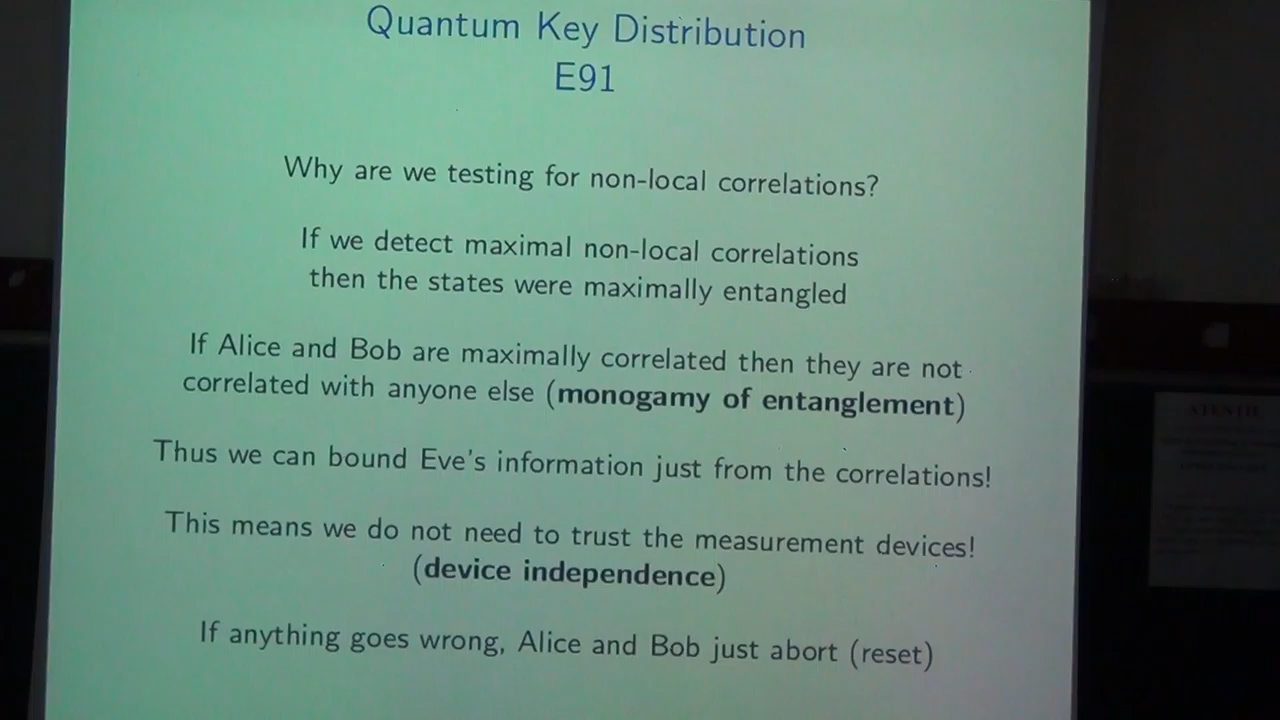 Quantum Key Distribution
E91
Why are we testing for non-local correlations?
If we detect maximal non-local correlations
then the states were maximally entangled
If Alice and Bob are maximally correlated then they are not
correlated with anyone else (monogamy of entanglement)
Thus we can bound Eve's information just from the correlations!
This means we do not need to trust the measurement devices!
(device independence)
If anything goes wrong, Alice and Bob just abort (reset)
ATENȚIE